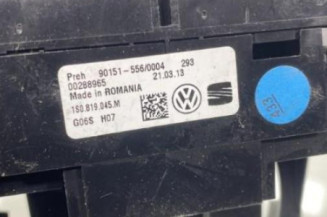 Preh 90151-556/0004 293
00288965 21.03.13
Made in ROMANIA
1S0.819.045.M
G06S H07